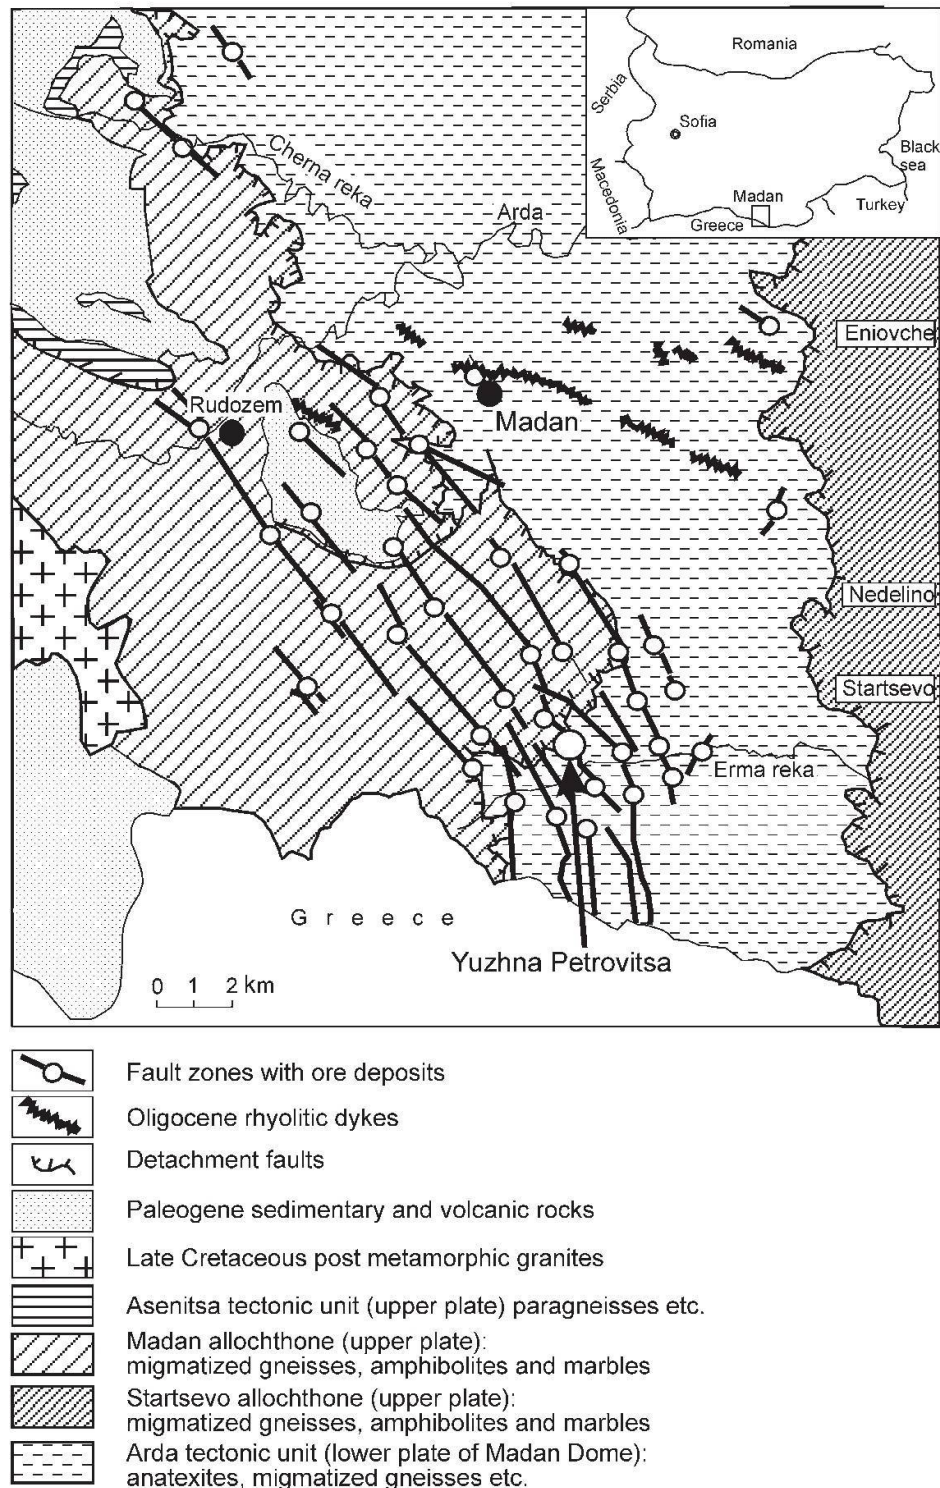 Romania
Serbia
Sofia
Black
sea
Macedonia
Madan
Turkey
Greece
Cherna reka
Arda
Eniovche
Rudozem
Madan
Nedelino
Startsevo
Erma reka
Greece
Yuzhna Petrovitsa
0 1 2 km
Fault zones with ore deposits
Oligocene rhyolitic dykes
Detachment faults
Paleogene sedimentary and volcanic rocks
Late Cretaceous post metamorphic granites
Asenitsa tectonic unit (upper plate) paragneisses etc.
Madan allochthone (upper plate):
migmatized gneisses, amphibolites and marbles
Startsevo allochthone (upper plate):
migmatized gneisses, amphibolites and marbles
Arda tectonic unit (lower plate of Madan Dome):
anatexites, migmatized gneisses etc.